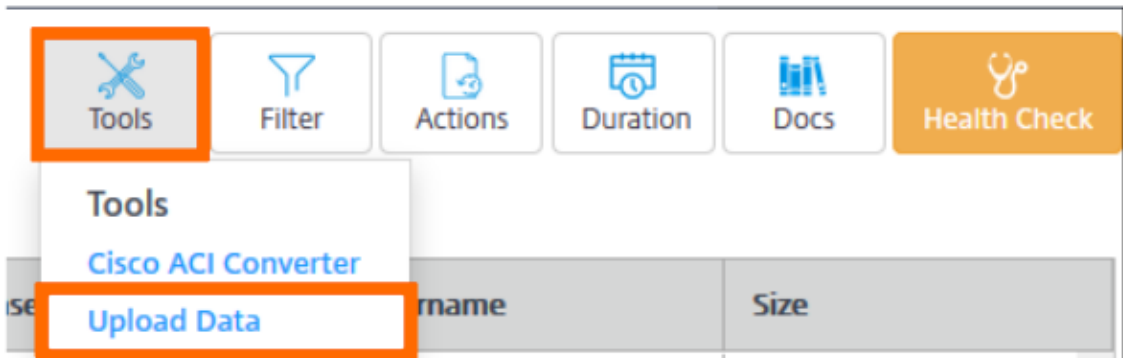 Tools Filter Actions Duration Docs Health Check
Tools
Cisco ACI Converter
Size
Upload Data